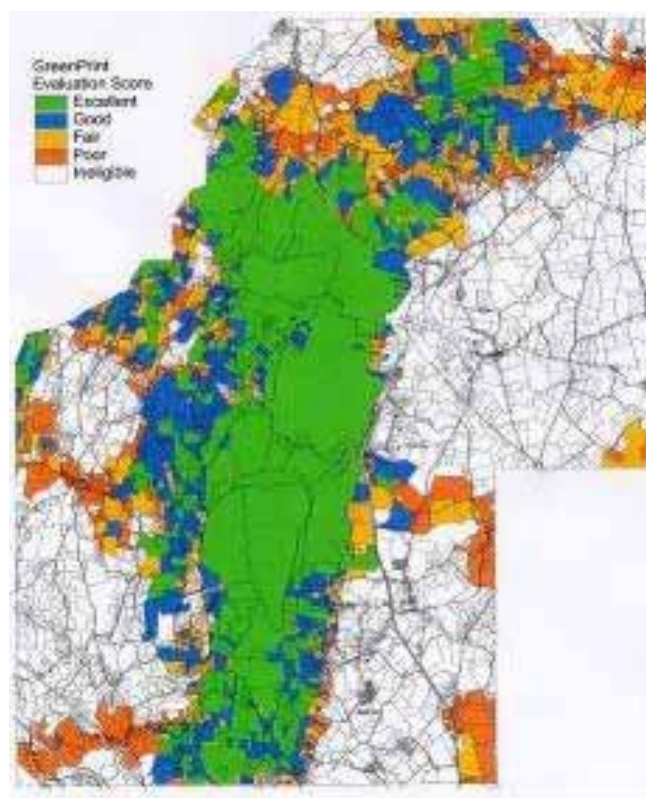 GreenPrint
Evaluation Score
Excellent
Good
Fair
Poor
Ineligible